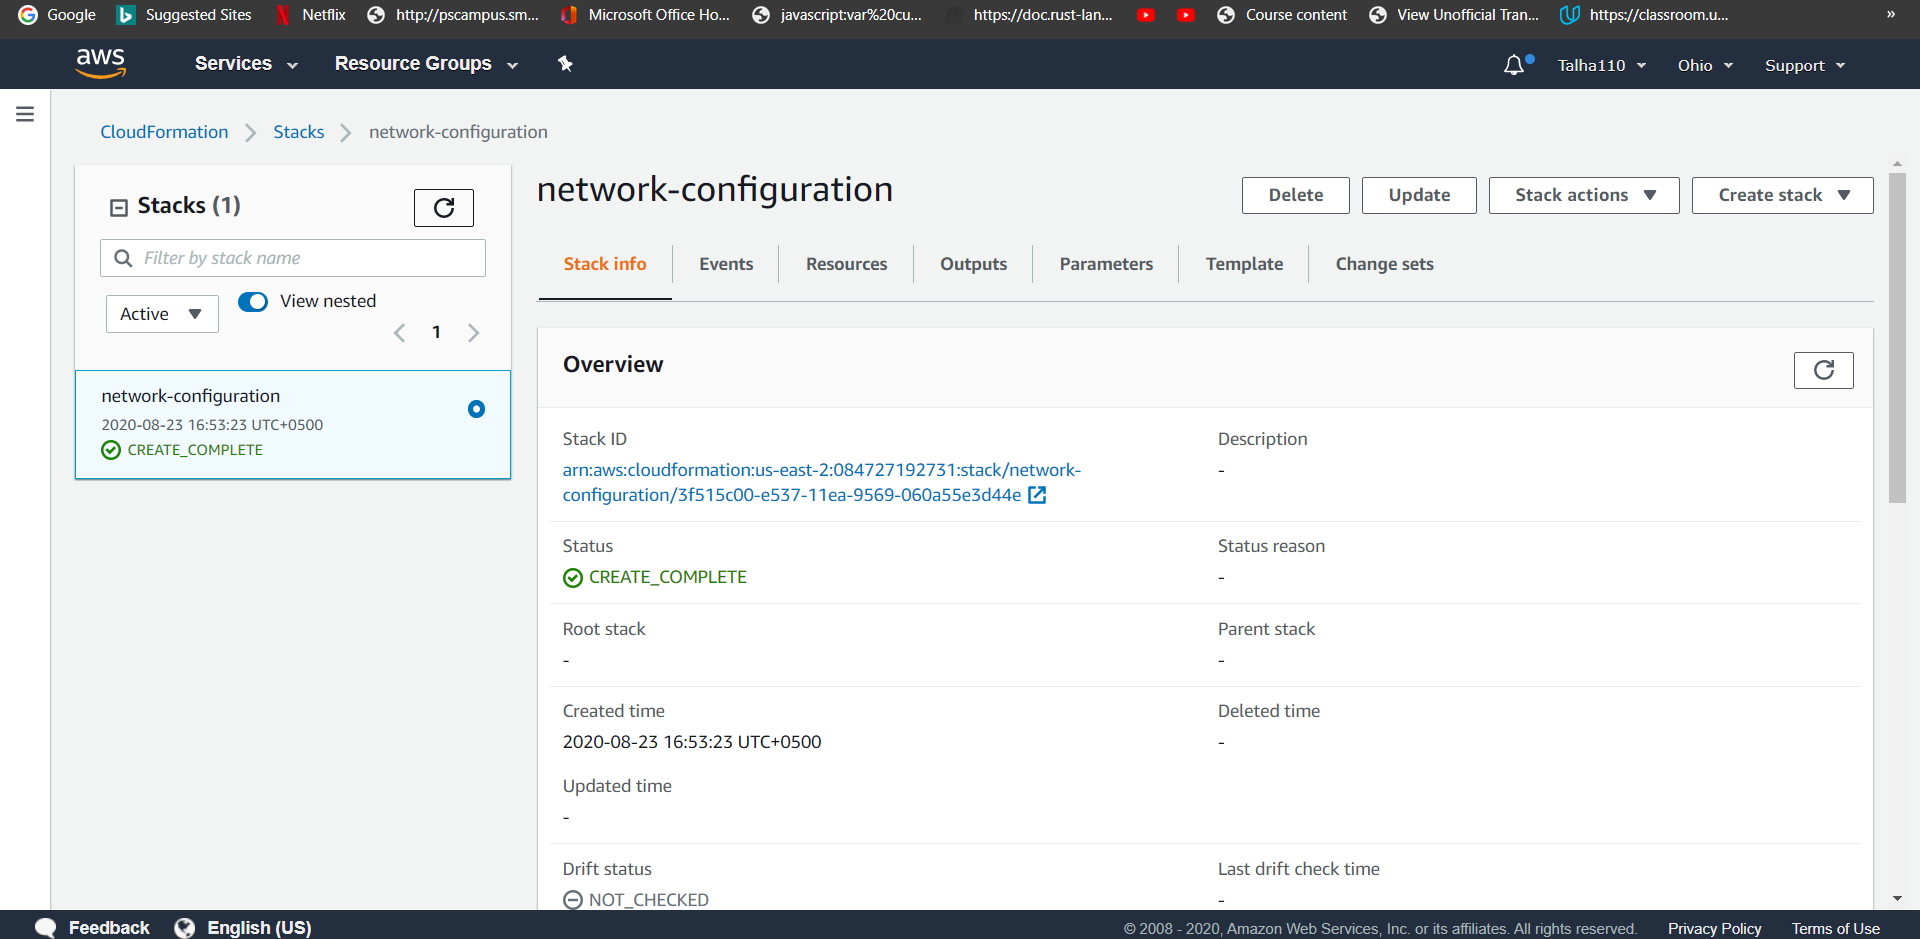 Google Suggested Sites Netflix http://pscampus.sm... Microsoft Office Ho... javascript:var%20cu... https://doc.rust-lan... Course content View Unofficial Tran... https://classroom.u... »
aws Services Resource Groups Talha110 Ohio Support
CloudFormation Stacks network-configuration
Stacks (1)
Filter by stack name
Active View nested
1
network-configuration
2020-08-23 16:53:23 UTC+0500
CREATE_COMPLETE
network-configuration
Delete Update Stack actions Create stack
Stack info Events Resources Outputs Parameters Template Change sets
Overview
Stack ID Description
arn:aws:cloudformation:us-east-2:084727192731:stack/network- -
configuration/3f515c00-e537-11ea-9569-060a55e3d44e
Status Status reason
CREATE_COMPLETE -
Root stack Parent stack
- -
Created time Deleted time
2020-08-23 16:53:23 UTC+0500 -
Updated time
-
Drift status Last drift check time
NOT_CHECKED -
Feedback English (US) © 2008 - 2020, Amazon Web Services, Inc. or its affiliates. All rights reserved. Privacy Policy Terms of Use